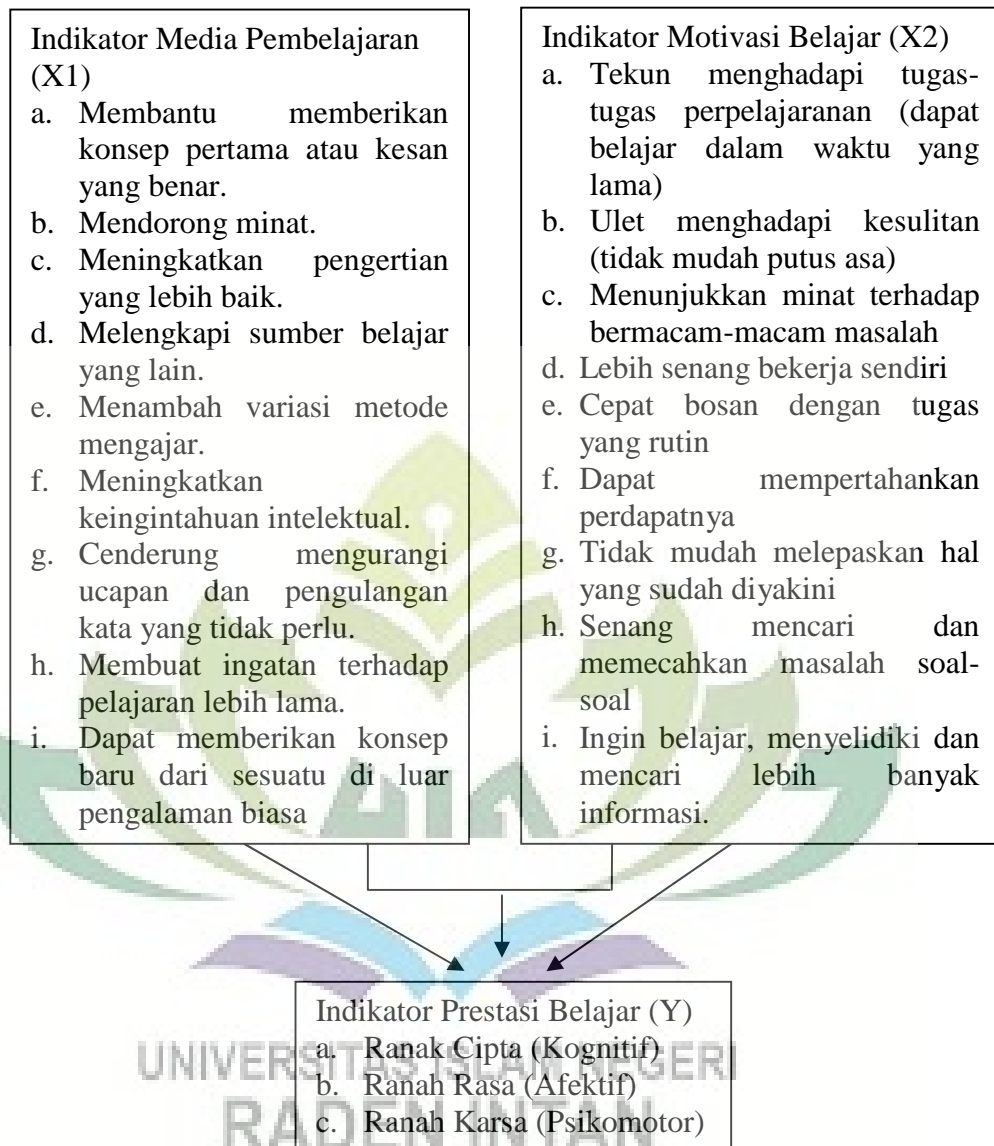 Indikator Media Pembelajaran
(X1)
a. Membantu memberikan
konsep pertama atau kesan
yang benar.
b. Mendorong minat.
c. Meningkatkan pengertian
yang lebih baik.
d. Melengkapi sumber belajar
yang lain.
e. Menambah variasi metode
mengajar.
f. Meningkatkan
keingintahuan intelektual.
g. Cenderung mengurangi
ucapan dan pengulangan
kata yang tidak perlu.
h. Membuat ingatan terhadap
pelajaran lebih lama.
i. Dapat memberikan konsep
baru dari sesuatu di luar
pengalaman biasa
Indikator Motivasi Belajar (X2)
a. Tekun menghadapi tugas-
tugas perpelajaranan (dapat
belajar dalam waktu yang
lama)
b. Ulet menghadapi kesulitan
(tidak mudah putus asa)
c. Menunjukkan minat terhadap
bermacam-macam masalah
d. Lebih senang bekerja sendiri
e. Cepat bosan dengan tugas
yang rutin
f. Dapat mempertahankan
perdapatnya
g. Tidak mudah melepaskan hal
yang sudah diyakini
h. Senang mencari dan
memecahkan masalah soal-
soal
i. Ingin belajar, menyelidiki dan
mencari lebih banyak
informasi.
Indikator Prestasi Belajar (Y)
a. Ranak Cipta (Kognitif)
b. Ranah Rasa (Afektif)
c. Ranah Karsa (Psikomotor)
UIN
UNIVERSITAS ISLAM NEGERI
RADEN INTAN